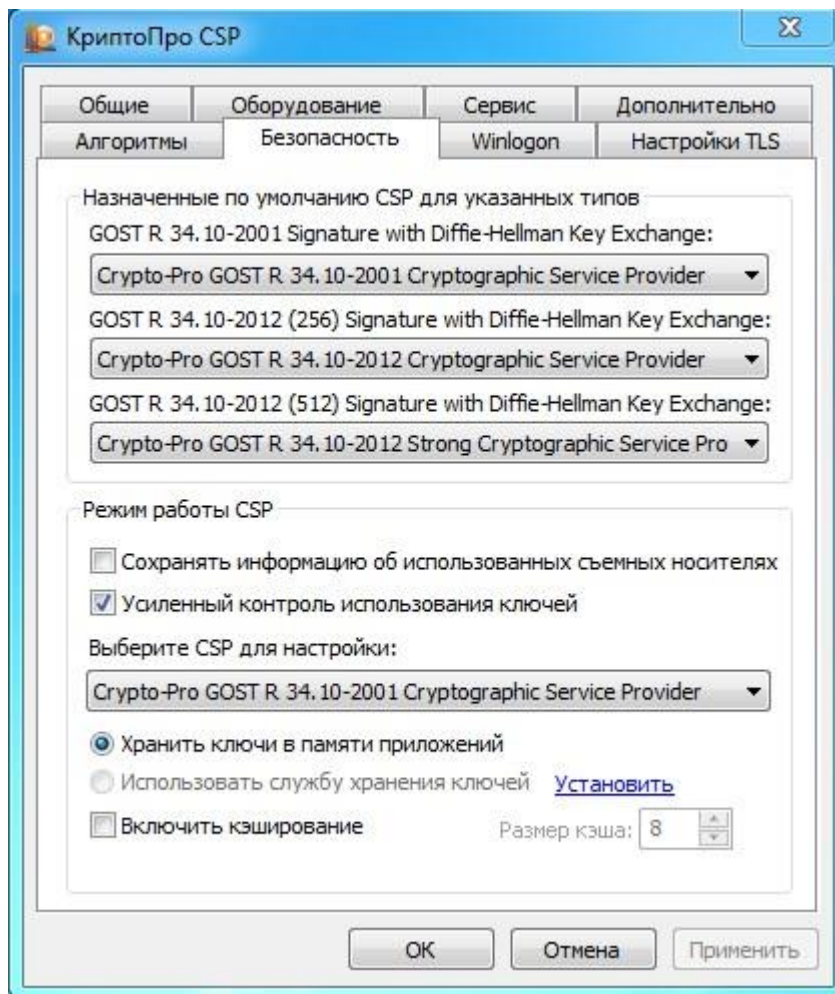 КриптоПро CSP
Общие Оборудование Сервис Дополнительно
Алгоритмы Безопасность Winlogon Настройки TLS
Назначенные по умолчанию CSP для указанных типов
GOST R 34.10-2001 Signature with Diffie-Hellman Key Exchange:
Crypto-Pro GOST R 34.10-2001 Cryptographic Service Provider
GOST R 34.10-2012 (256) Signature with Diffie-Hellman Key Exchange:
Crypto-Pro GOST R 34.10-2012 Cryptographic Service Provider
GOST R 34.10-2012 (512) Signature with Diffie-Hellman Key Exchange:
Crypto-Pro GOST R 34.10-2012 Strong Cryptographic Service Pro
Режим работы CSP
Сохранять информацию об использованных съемных носителях
Усиленный контроль использования ключей
Выберите CSP для настройки:
Crypto-Pro GOST R 34.10-2001 Cryptographic Service Provider
Хранить ключи в памяти приложений
Использовать службу хранения ключей Установить
Включить кэширование Размер кэша: 8
ОК Отмена Применить